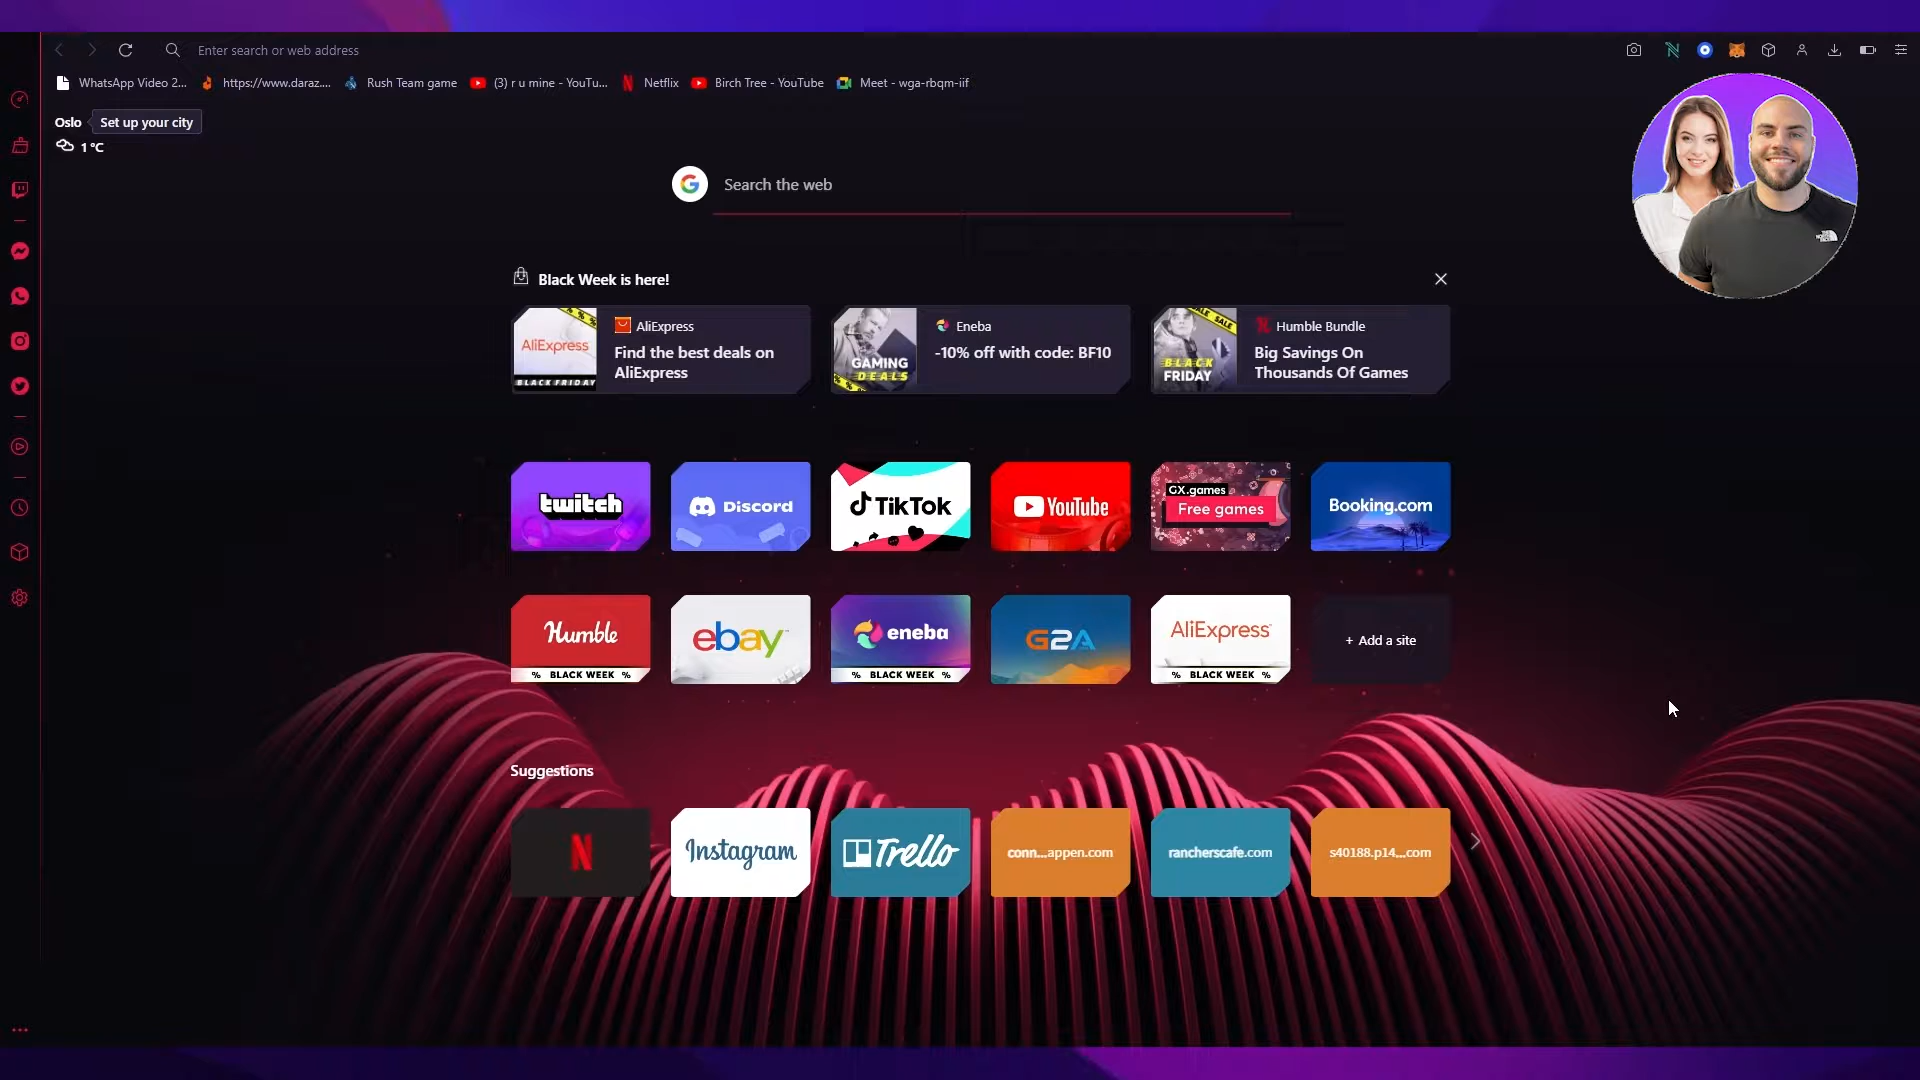 Enter search or web address
WhatsApp Video 2...
https://www.daraz....
Rush Team game
(3) r u mine - YouTu...
Netflix
Birch Tree - YouTube
Meet - wga-rbqm-iif
Oslo
Set up your city
1 °C
Search the web
Black Week is here!
AliExpress
BLACK FRIDAY
AliExpress
Find the best deals on
AliExpress
GAMING
DEALS
Eneba
-10% off with code: BF10
SALE
BLACK
FRIDAY
Humble Bundle
Big Savings On
Thousands Of Games
twitch
Discord
TikTok
YouTube
GX.games
Free games
Booking.com
Humble
% BLACK WEEK %
ebay™
eneba
% BLACK WEEK %
G2A
AliExpress
% BLACK WEEK %
+ Add a site
Suggestions
N
Instagram
Trello
conn...appen.com
rancherscafe.com
s40188.p14...com